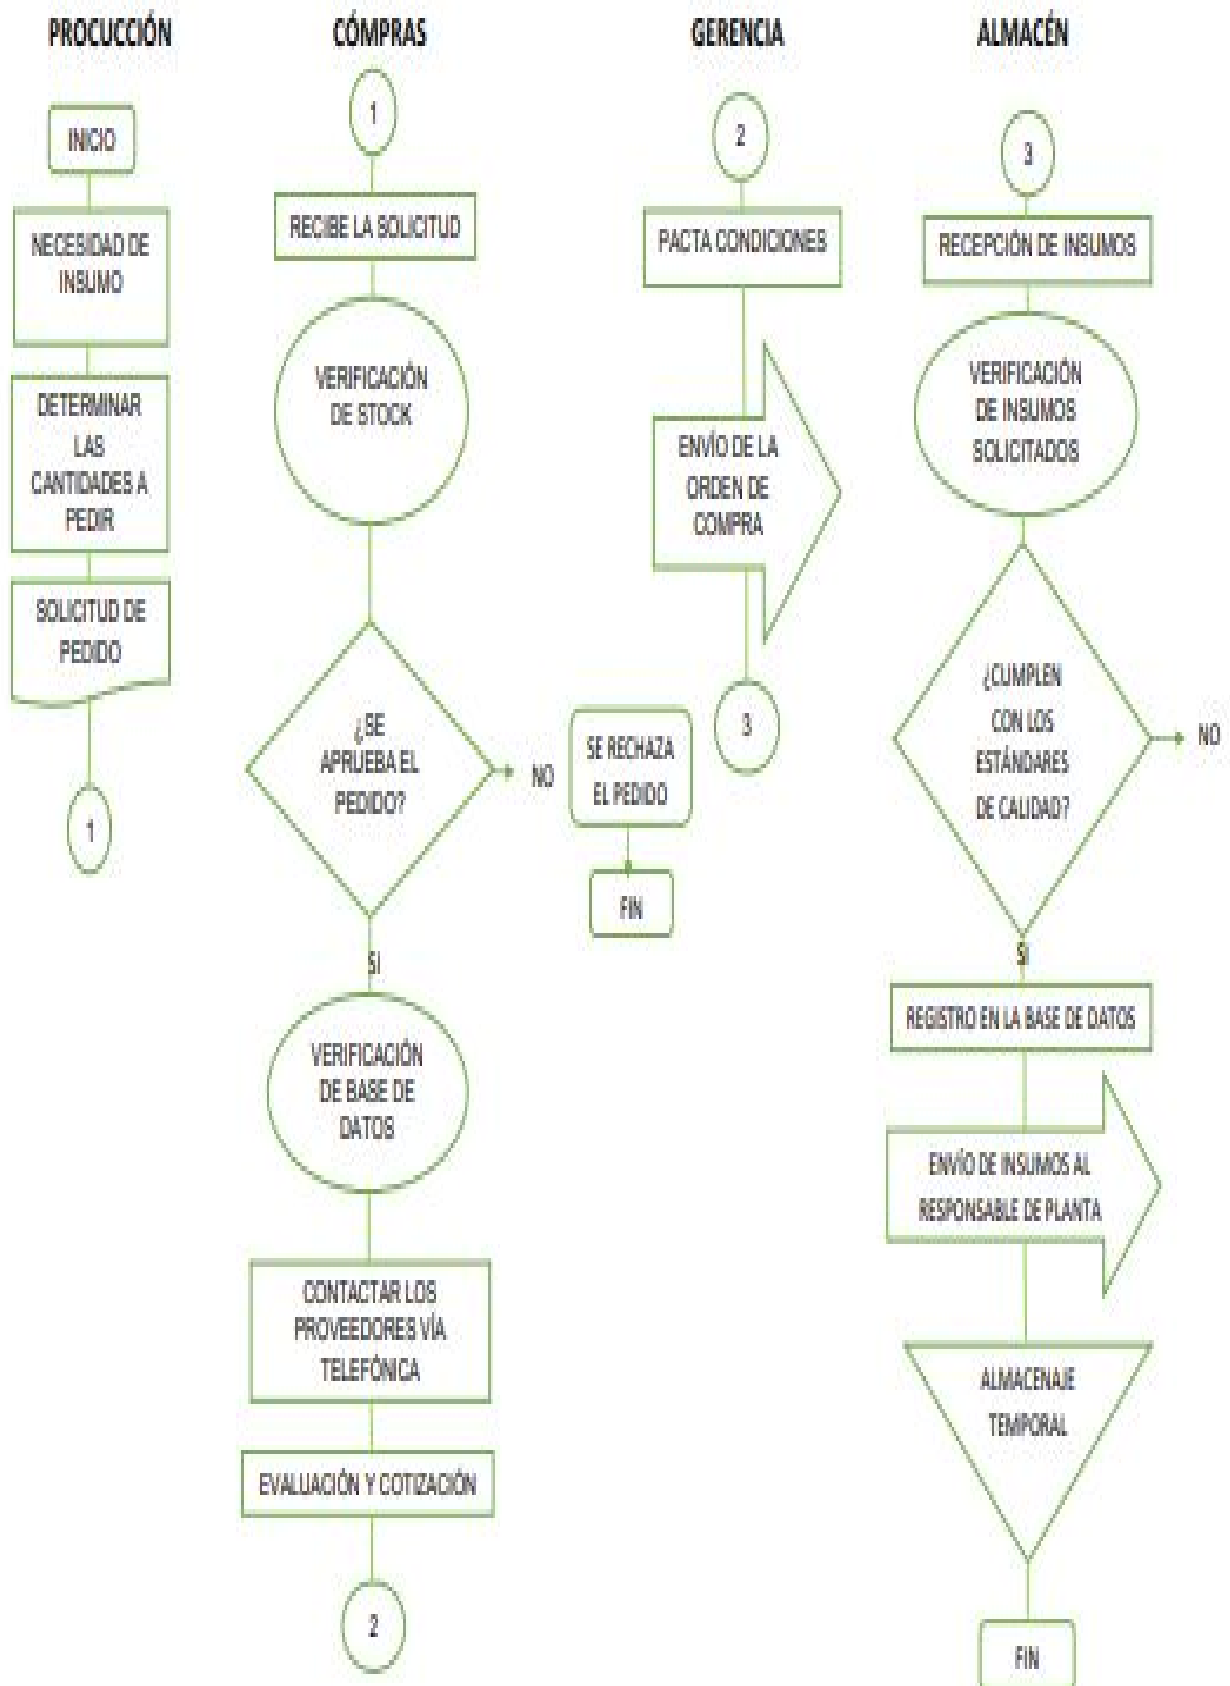 PROCUCCIÓN
INICIO
NECESIDAD DE
INSUMO
DETERMINAR
LAS
CANTIDADES A
PEDIR
SOLICITUD DE
PEDIDO
1
CÓMPRAS
1
RECIBE LA SOLICITUD
VERIFICACIÓN
DE STOCK
¿SE
APRUEBA EL
PEDIDO?
NO
SE RECHAZA
EL PEDIDO
FIN
SI
VERIFICACIÓN
DE BASE DE
DATOS
CONTACTAR LOS
PROVEEDORES VÍA
TELEFÓNICA
EVALUACIÓN Y COTIZACIÓN
2
GERENCIA
2
PACTA CONDICIONES
ENVÍO DE LA
ORDEN DE
COMPRA
3
ALMACÉN
3
RECEPCIÓN DE INSUMOS
VERIFICACIÓN
DE INSUMOS
SOLICITADOS
¿CUMPLEN
CON LOS
ESTÁNDARES
DE CALIDAD?
NO
SI
REGISTRO EN LA BASE DE DATOS
ENVÍO DE INSUMOS AL
RESPONSABLE DE PLANTA
ALMACENAJE
TEMPORAL
FIN